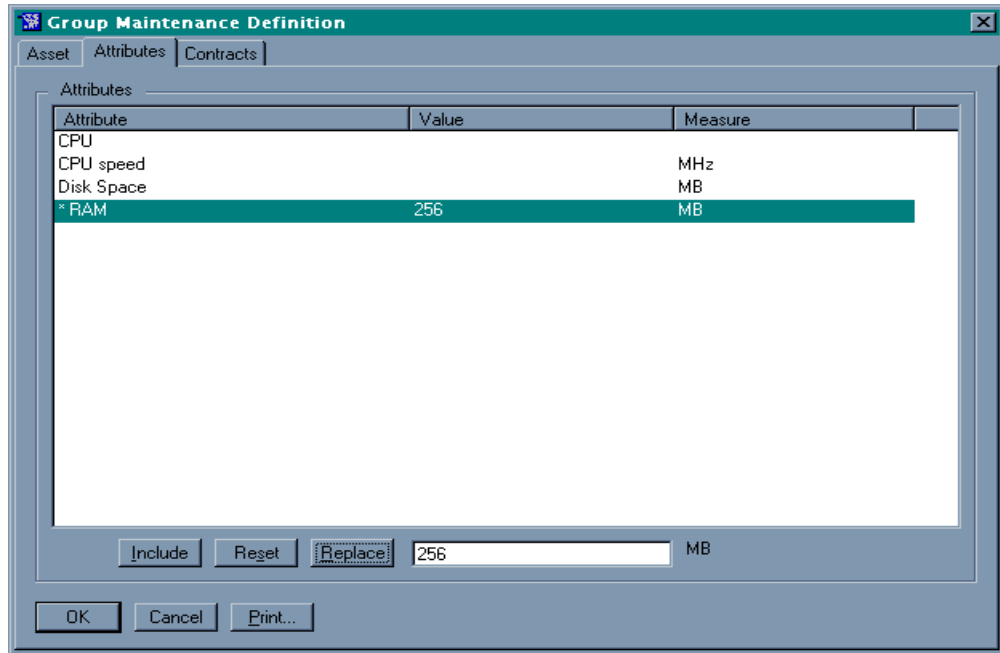 Group Maintenance Definition
Asset Attributes Contracts
Attributes
Attribute Value Measure
CPU
CPU speed MHz
Disk Space MB
* RAM 256 MB
Include Reset Replace 256 MB
OK Cancel Print...